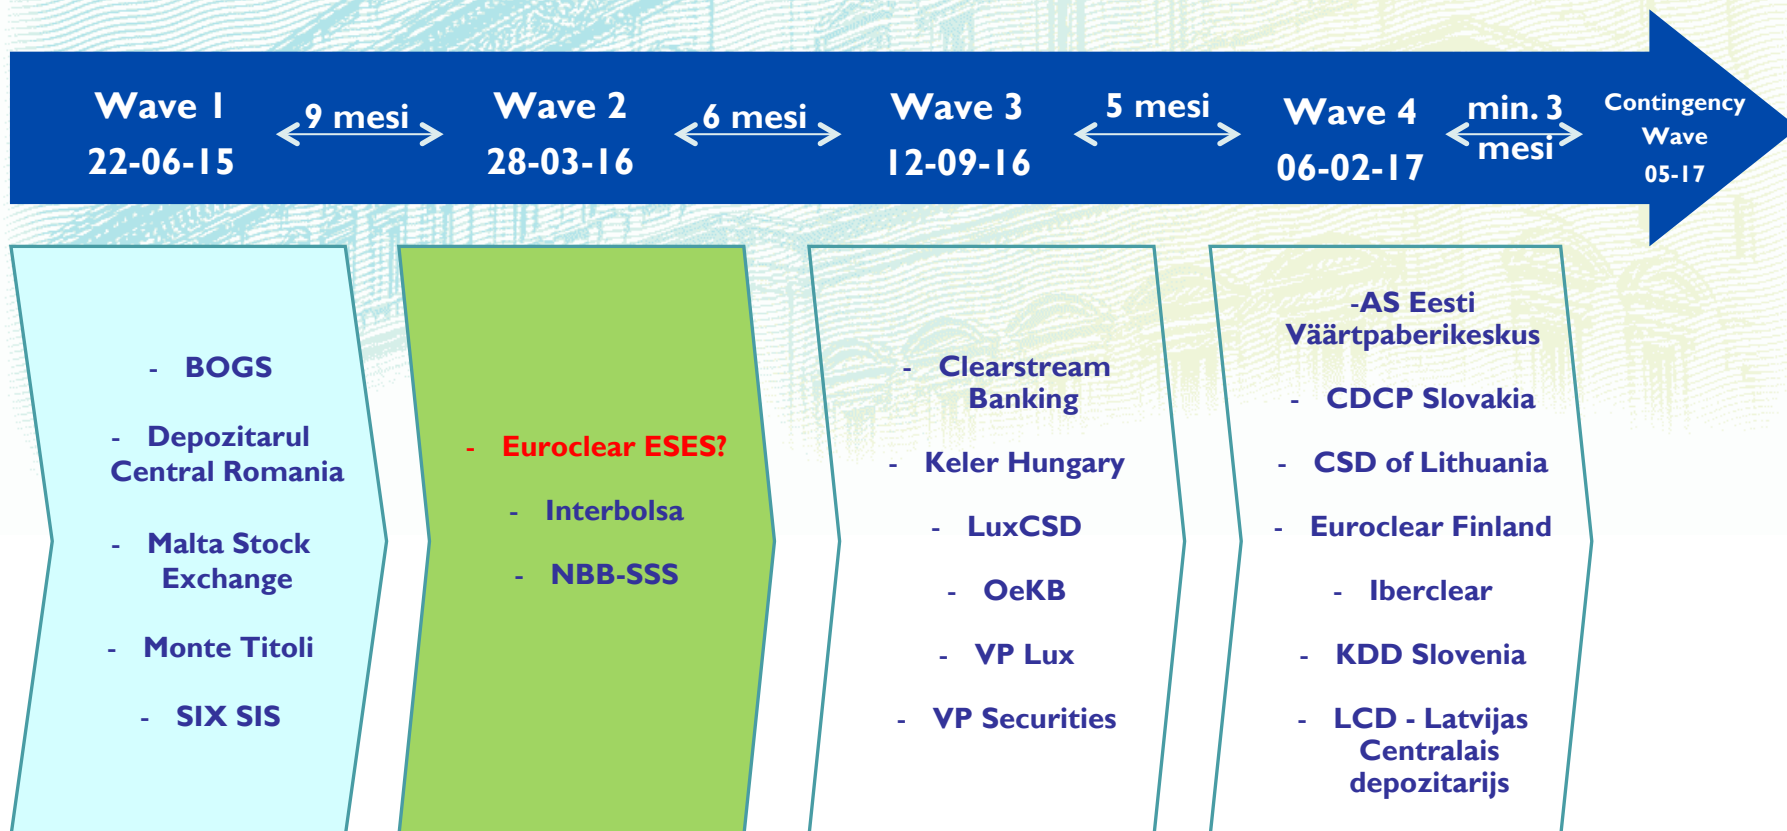 Wave 1
22-06-15
9 mesi
Wave 2
28-03-16
6 mesi
Wave 3
12-09-16
5 mesi
Wave 4
06-02-17
min. 3
mesi
Contingency
Wave
05-17
- BOGS
- Depozitarul
Central Romania
- Malta Stock
Exchange
- Monte Titoli
- SIX SIS
- Euroclear ESES?
- Interbolsa
- NBB-SSS
- Clearstream
Banking
- Keler Hungary
- LuxCSD
- OeKB
- VP Lux
- VP Securities
-AS Eesti
Väärtpaberikeskus
- CDCP Slovakia
- CSD of Lithuania
- Euroclear Finland
- Iberclear
- KDD Slovenia
- LCD - Latvijas
Centralais
depozitarijs